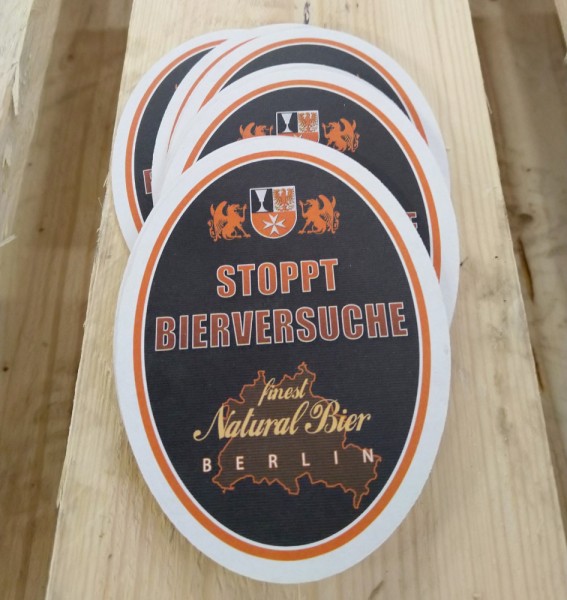 STOPPT
BIERVERSUCHE
finest
Natural Bier
BERLIN